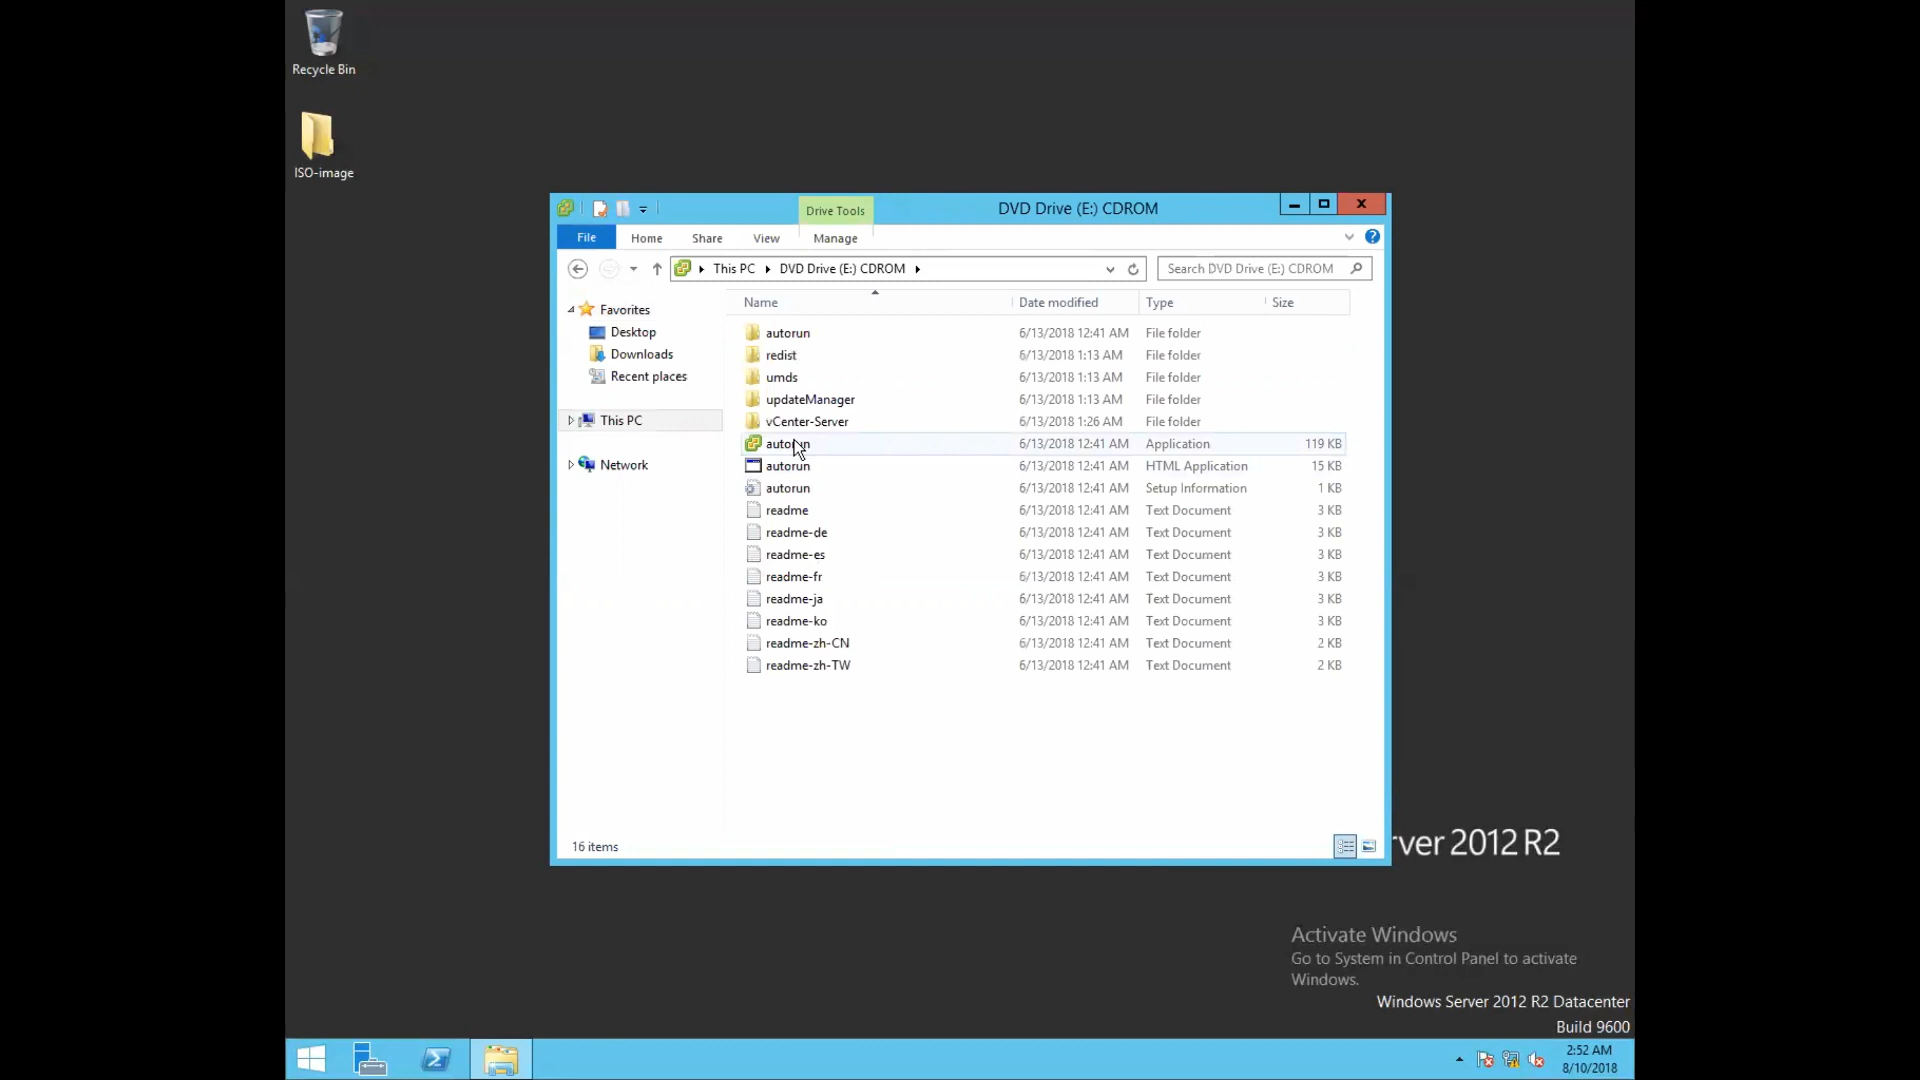 Recycle Bin
ISO-image
Drive Tools
DVD Drive (E:) CDROM
File
Home
Share
View
Manage
This PC
DVD Drive (E:) CDROM
Search DVD Drive (E:) CDROM
Name
Date modified
Type
Size
Favorites
Desktop
Downloads
Recent places
This PC
Network
autorun 6/13/2018 12:41 AM File folder
redist 6/13/2018 1:13 AM File folder
umds 6/13/2018 1:13 AM File folder
updateManager 6/13/2018 1:13 AM File folder
vCenter-Server 6/13/2018 1:26 AM File folder
autorun 6/13/2018 12:41 AM Application 119 KB
autorun 6/13/2018 12:41 AM HTML Application 15 KB
autorun 6/13/2018 12:41 AM Setup Information 1 KB
readme 6/13/2018 12:41 AM Text Document 3 KB
readme-de 6/13/2018 12:41 AM Text Document 3 KB
readme-es 6/13/2018 12:41 AM Text Document 3 KB
readme-fr 6/13/2018 12:41 AM Text Document 3 KB
readme-ja 6/13/2018 12:41 AM Text Document 3 KB
readme-ko 6/13/2018 12:41 AM Text Document 3 KB
readme-zh-CN 6/13/2018 12:41 AM Text Document 2 KB
readme-zh-TW 6/13/2018 12:41 AM Text Document 2 KB
16 items
rver 2012 R2
Activate Windows
Go to System in Control Panel to activate
Windows.
Windows Server 2012 R2 Datacenter
Build 9600
2:52 AM
8/10/2018